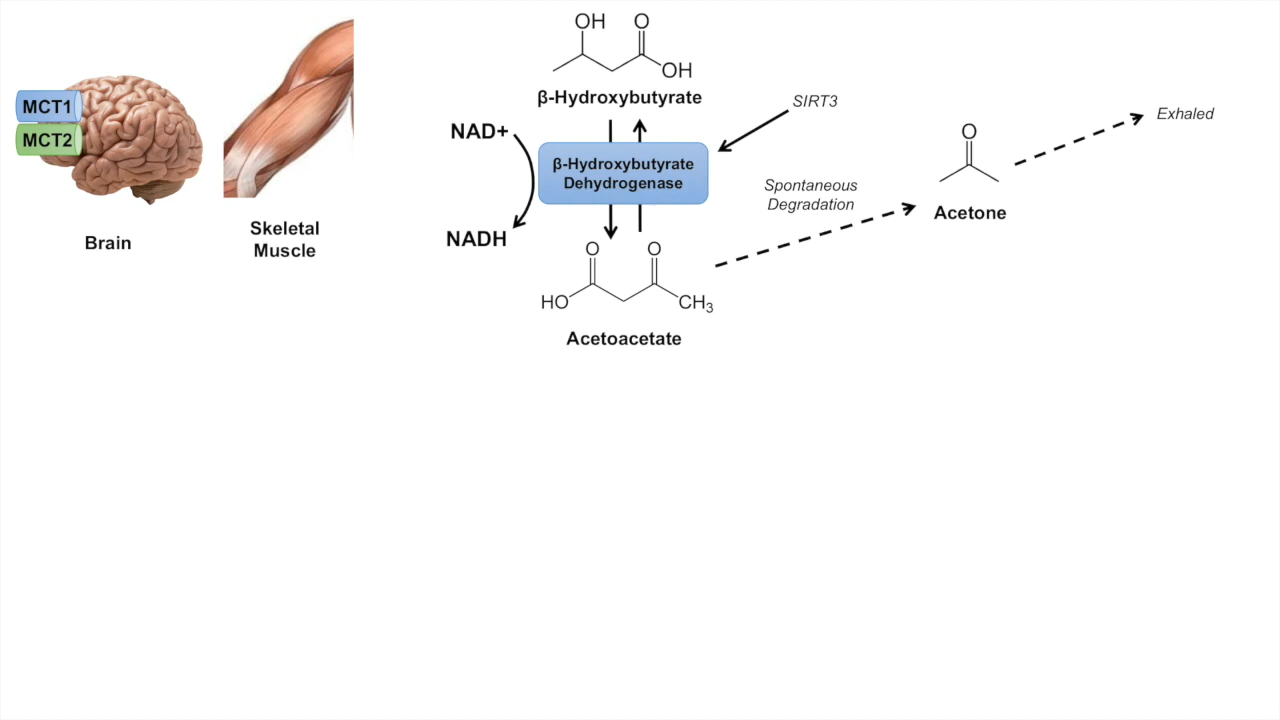 MCT1
MCT2
Brain
Skeletal
Muscle
OH
O
OH
β-Hydroxybutyrate
NAD+
SIRT3
β-Hydroxybutyrate
Dehydrogenase
NADH
O
O
HO
CH₃
Acetoacetate
Spontaneous
Degradation
O
Acetone
Exhaled